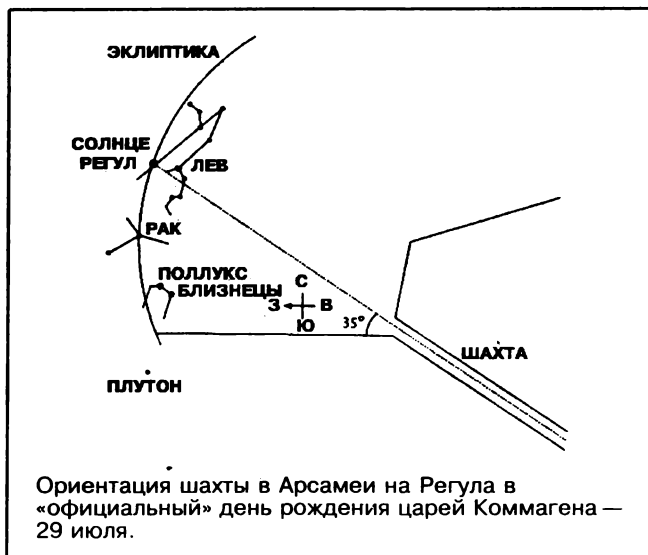 ЭКЛИПТИКА
СОЛНЦЕ
РЕГУЛ
ЛЕВ
РАК
ПОЛЛУКС
БЛИЗНЕЦЫ
С
З В
Ю
35°
ШАХТА
ПЛУТОН
Ориентация шахты в Арсамеи на Регула в
«официальный» день рождения царей Коммагена —
29 июля.